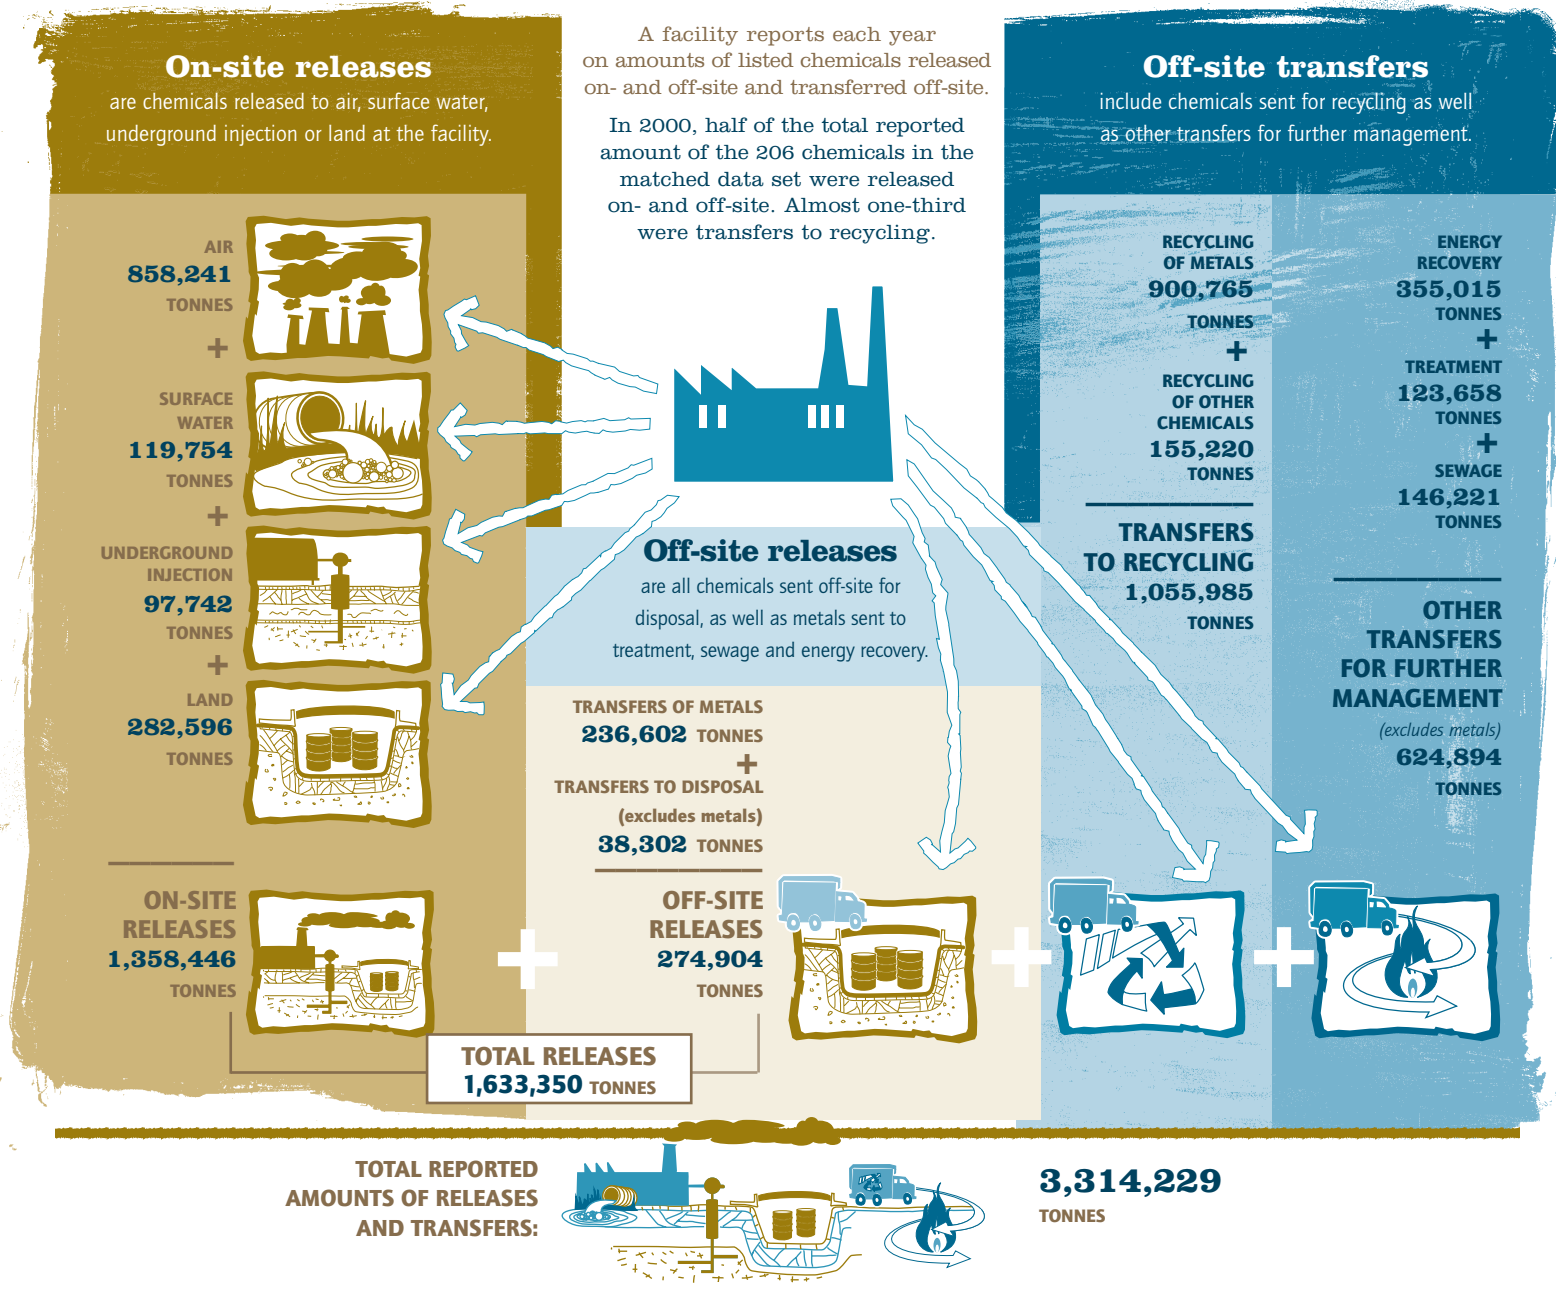 On-site releases
are chemicals released to air, surface water,
underground injection or land at the facility.
A facility reports each year
on amounts of listed chemicals released
on- and off-site and transferred off-site.
In 2000, half of the total reported
amount of the 206 chemicals in the
matched data set were released
on- and off-site. Almost one-third
were transfers to recycling.
Off-site transfers
include chemicals sent for recycling as well
as other transfers for further management.
AIR
858,241
TONNES
+
SURFACE
WATER
119,754
TONNES
+
UNDERGROUND
INJECTION
97,742
TONNES
+
LAND
282,596
TONNES
ON-SITE
RELEASES
1,358,446
TONNES
+
Off-site releases
are all chemicals sent off-site for
disposal, as well as metals sent to
treatment, sewage and energy recovery.
TRANSFERS OF METALS
236,602 TONNES
+
TRANSFERS TO DISPOSAL
(excludes metals)
38,302 TONNES
OFF-SITE
RELEASES
274,904
TONNES
+
RECYCLING
OF METALS
900,765
TONNES
+
RECYCLING
OF OTHER
CHEMICALS
155,220
TONNES
TRANSFERS
TO RECYCLING
1,055,985
TONNES
+
ENERGY
RECOVERY
355,015
TONNES
+
TREATMENT
123,658
TONNES
+
SEWAGE
146,221
TONNES
OTHER
TRANSFERS
FOR FURTHER
MANAGEMENT
(excludes metals)
624,894
TONNES
TOTAL RELEASES
1,633,350 TONNES
TOTAL REPORTED
AMOUNTS OF RELEASES
AND TRANSFERS:
3,314,229
TONNES